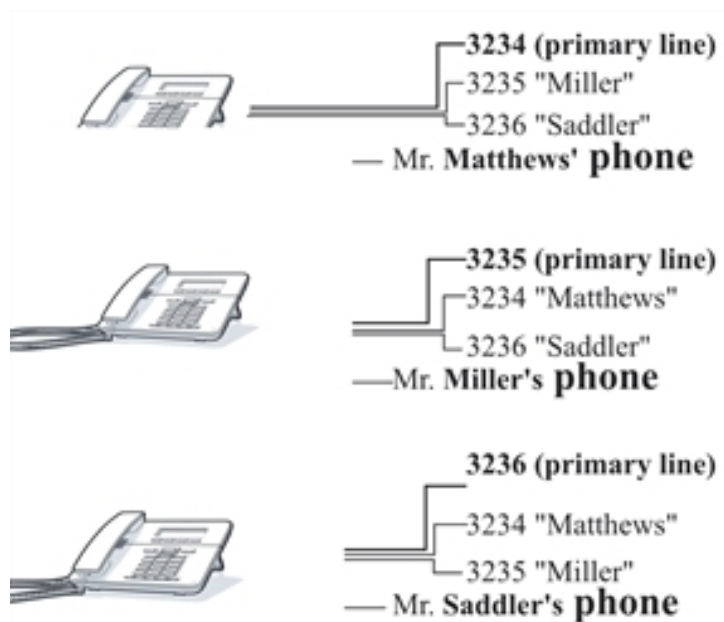 3234 (primary line)
3235 "Miller"
3236 "Saddler"
Mr. Matthews' phone
3235 (primary line)
3234 "Matthews"
3236 "Saddler"
Mr. Miller's phone
3236 (primary line)
3234 "Matthews"
3235 "Miller"
Mr. Saddler's phone